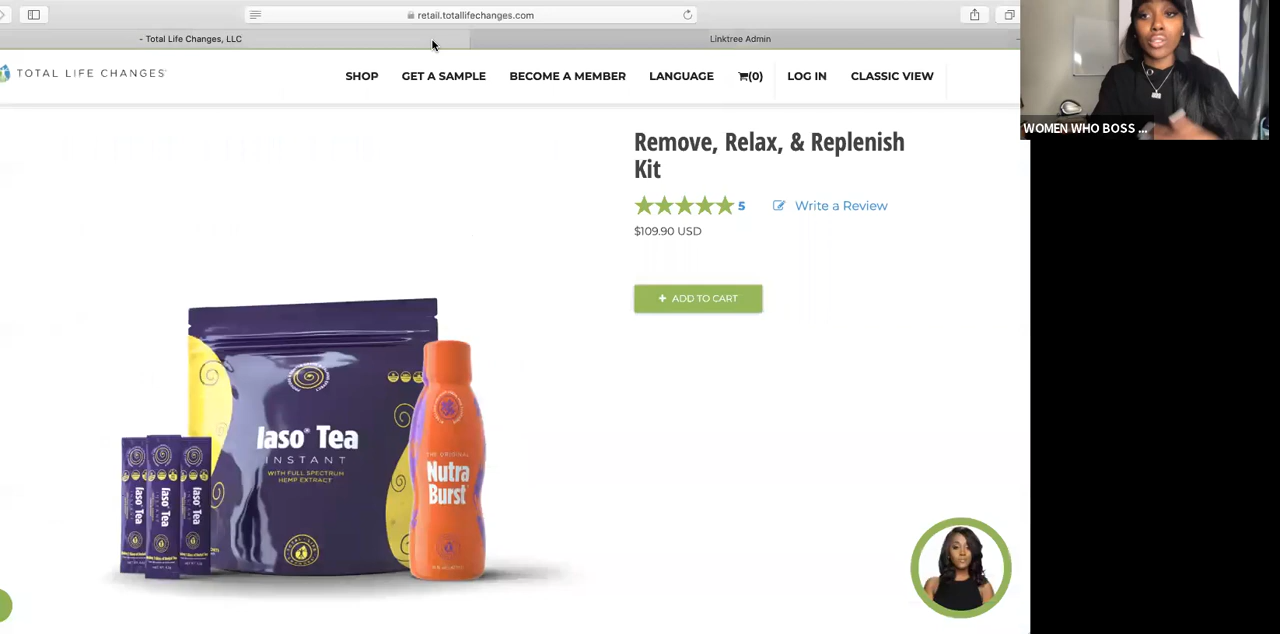 retail.totallifechanges.com
- Total Life Changes, LLC
Linktree Admin
TOTAL LIFE CHANGES
SHOP
GET A SAMPLE
BECOME A MEMBER
LANGUAGE
(0)
LOG IN
CLASSIC VIEW
WOMEN WHO BOSS ...
Remove, Relax, & Replenish
Kit
5
Write a Review
$109.90 USD
+ ADD TO CART
Iaso® Tea
INSTANT
WITH FULL SPECTRUM
HEMP EXTRACT
THE ORIGINAL
Nutra
Burst
Iaso Tea
Iaso Tea
Iaso Tea